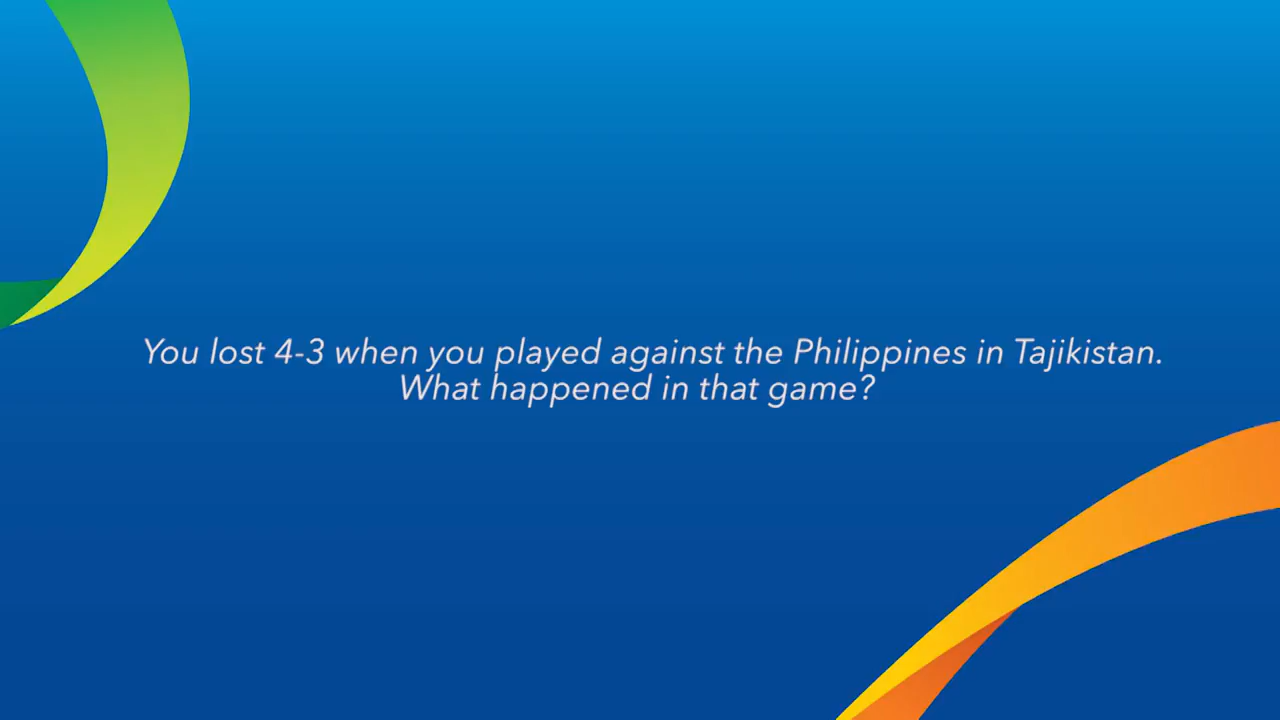 You lost 4-3 when you played against the Philippines in Tajikistan.
What happened in that game?